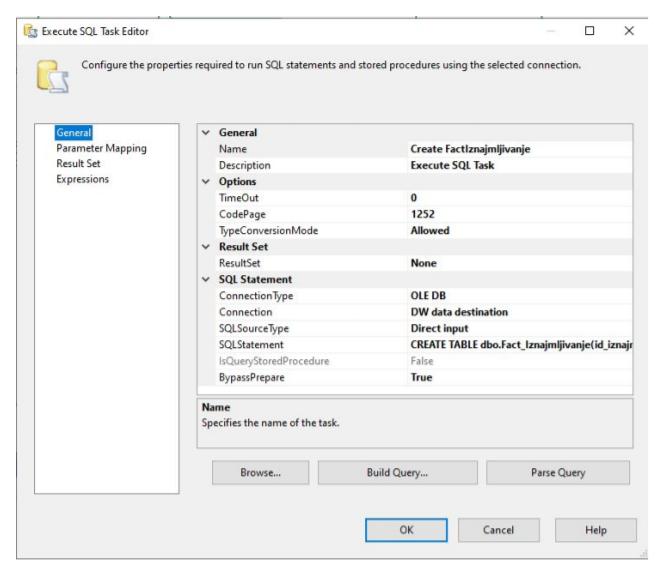 Execute SQL Task Editor
Configure the properties required to run SQL statements and stored procedures using the selected connection.
General
Parameter Mapping
Result Set
Expressions
General
Name Create FactIznajmljivanje
Description Execute SQL Task
Options
TimeOut 0
CodePage 1252
TypeConversionMode Allowed
Result Set
ResultSet None
SQL Statement
ConnectionType OLE DB
Connection DW data destination
SQLSourceType Direct input
SQLStatement CREATE TABLE dbo.Fact_Iznajmljivanje(id_iznajr
IsQueryStoredProcedure False
BypassPrepare True
Name
Specifies the name of the task.
Browse... Build Query... Parse Query
OK Cancel Help